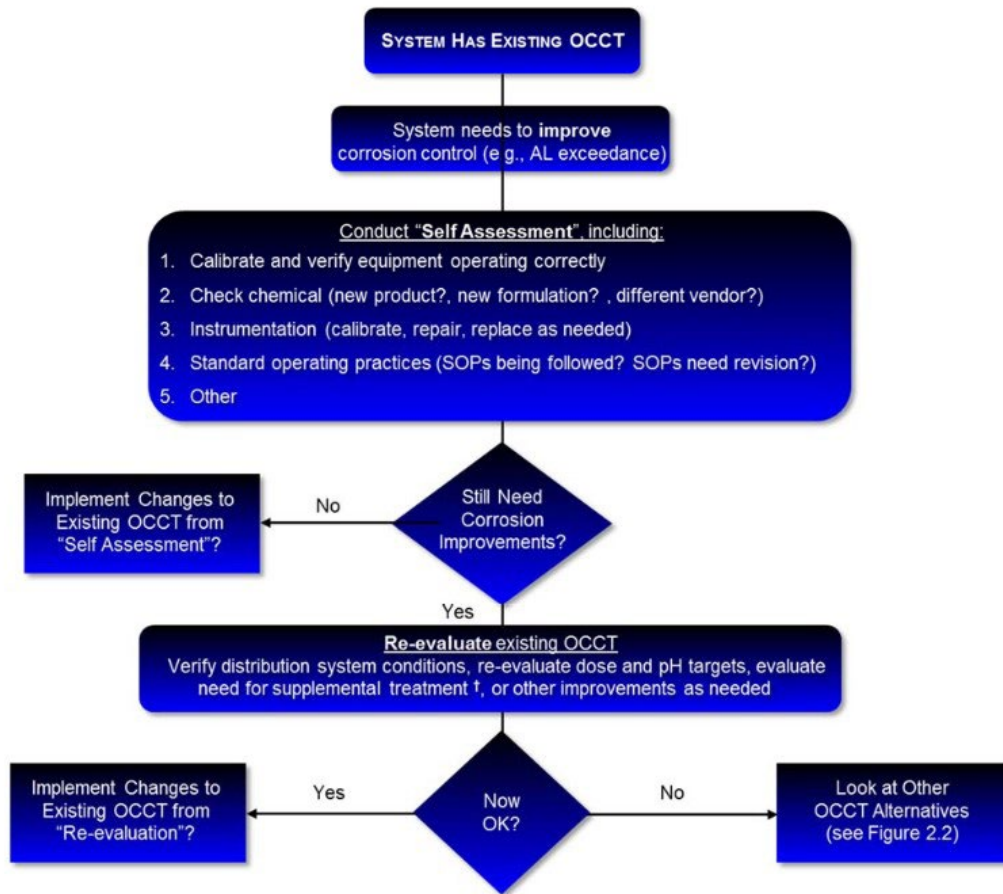 SYSTEM HAS EXISTING OCCT
System needs to improve
corrosion control (e.g., AL exceedance)
Conduct “Self Assessment”, including:
1. Calibrate and verify equipment operating correctly
2. Check chemical (new product?, new formulation? , different vendor?)
3. Instrumentation (calibrate, repair, replace as needed)
4. Standard operating practices (SOPs being followed? SOPs need revision?)
5. Other
Still Need
Corrosion
Improvements?
No
Implement Changes to
Existing OCCT from
“Self Assessment”?
Yes
Re-evaluate existing OCCT
Verify distribution system conditions, re-evaluate dose and pH targets, evaluate
need for supplemental treatment †, or other improvements as needed
Now
OK?
Yes
Implement Changes to
Existing OCCT from
“Re-evaluation”?
No
Look at Other
OCCT Alternatives
(see Figure 2.2)